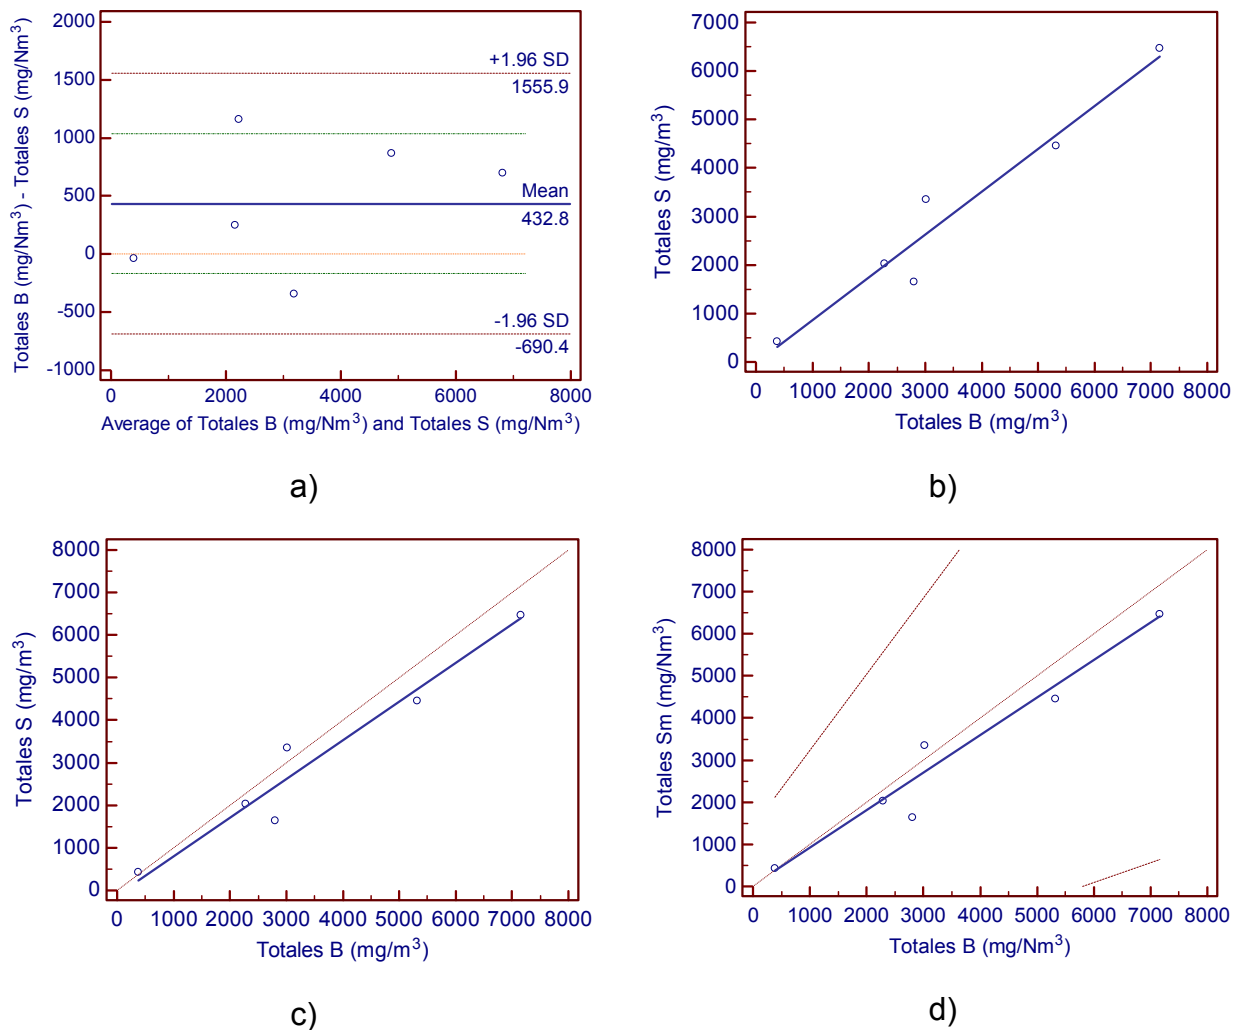 2000
1500
1000
500
0
-500
-1000
Totales B (mg/Nm³) - Totales S (mg/Nm³)
+1.96 SD
1555.9
Mean
432.8
-1.96 SD
-690.4
0 2000 4000 6000 8000
Average of Totales B (mg/Nm³) and Totales S (mg/Nm³)
a)
7000
6000
5000
4000
3000
2000
1000
0
Totales S (mg/m³)
0 1000 2000 3000 4000 5000 6000 7000 8000
Totales B (mg/m³)
b)
8000
7000
6000
5000
4000
3000
2000
1000
0
Totales S (mg/m³)
0 1000 2000 3000 4000 5000 6000 7000 8000
Totales B (mg/m³)
c)
8000
7000
6000
5000
4000
3000
2000
1000
0
Totales Sm (mg/Nm³)
0 1000 2000 3000 4000 5000 6000 7000 8000
Totales B (mg/Nm³)
d)